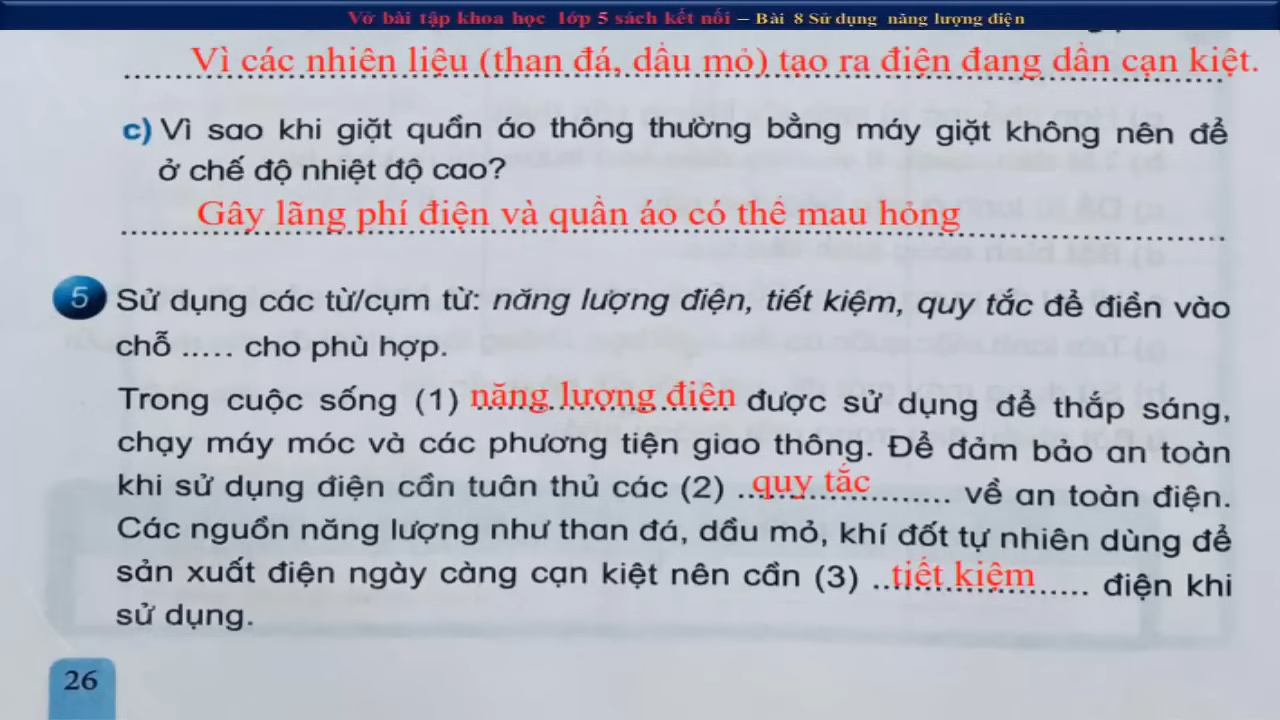 Vở bài tập khoa học lớp 5 sách kết nối – Bài 8 Sử dụng năng lượng điện
Vì các nhiên liệu (than đá, dầu mỏ) tạo ra điện đang dần cạn kiệt.
c) Vì sao khi giặt quần áo thông thường bằng máy giặt không nên để
ở chế độ nhiệt độ cao?
Gây lãng phí điện và quần áo có thể mau hỏng
5 Sử dụng các từ/cụm từ: năng lượng điện, tiết kiệm, quy tắc để điền vào
chỗ ..... cho phù hợp.
Trong cuộc sống (1) năng lượng điện được sử dụng để thắp sáng,
chạy máy móc và các phương tiện giao thông. Để đảm bảo an toàn
khi sử dụng điện cần tuân thủ các (2) quy tắc về an toàn điện.
Các nguồn năng lượng như than đá, dầu mỏ, khí đốt tự nhiên dùng để
sản xuất điện ngày càng cạn kiệt nên cần (3) tiết kiệm điện khi
sử dụng.
26